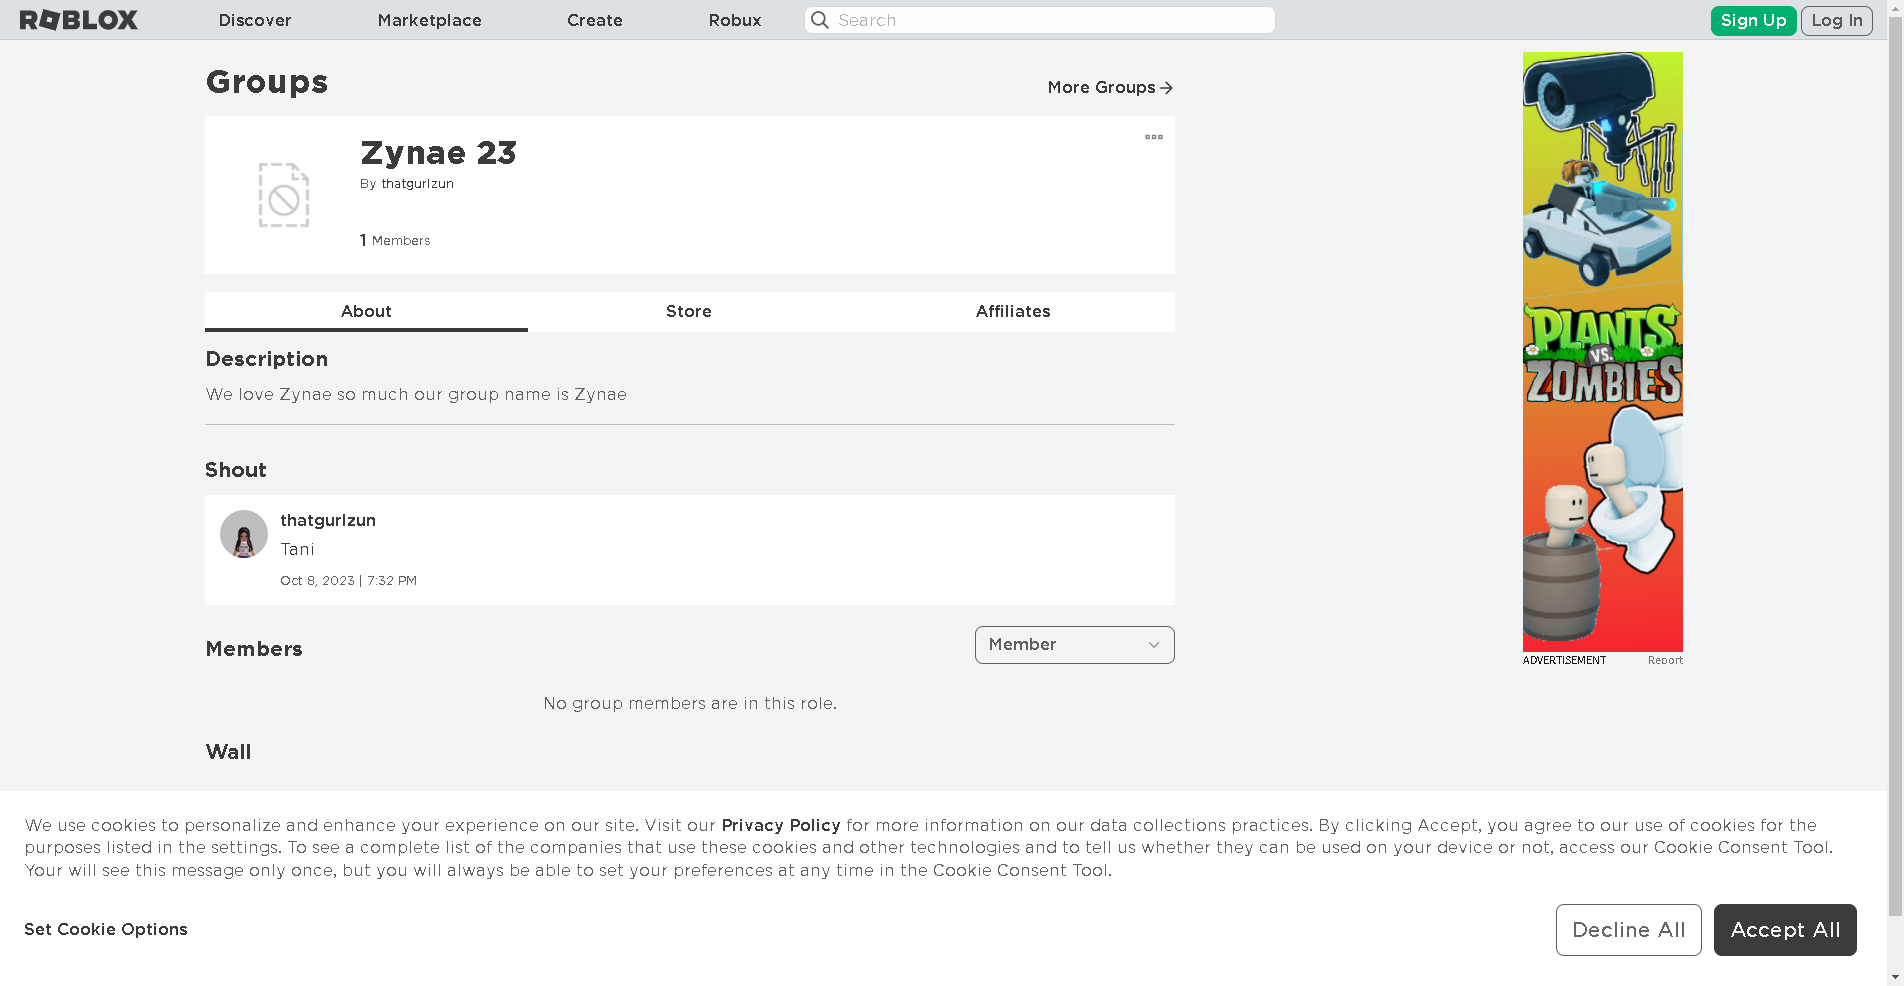 ROBLOX
Discover
Marketplace
Create
Robux
Search
Sign Up
Log In
Groups
More Groups
Zynae 23
By thatgurlzun
1 Members
About
Store
Affiliates
Description
We love Zynae so much our group name is Zynae
Shout
thatgurlzun
Tani
Oct 8, 2023 | 7:32 PM
Members
Member
No group members are in this role.
Wall
PLANTS
VS.
ZOMBIES
ADVERTISEMENT
Report
We use cookies to personalize and enhance your experience on our site. Visit our Privacy Policy for more information on our data collections practices. By clicking Accept, you agree to our use of cookies for the
purposes listed in the settings. To see a complete list of the companies that use these cookies and other technologies and to tell us whether they can be used on your device or not, access our Cookie Consent Tool.
Your will see this message only once, but you will always be able to set your preferences at any time in the Cookie Consent Tool.
Set Cookie Options
Decline All
Accept All